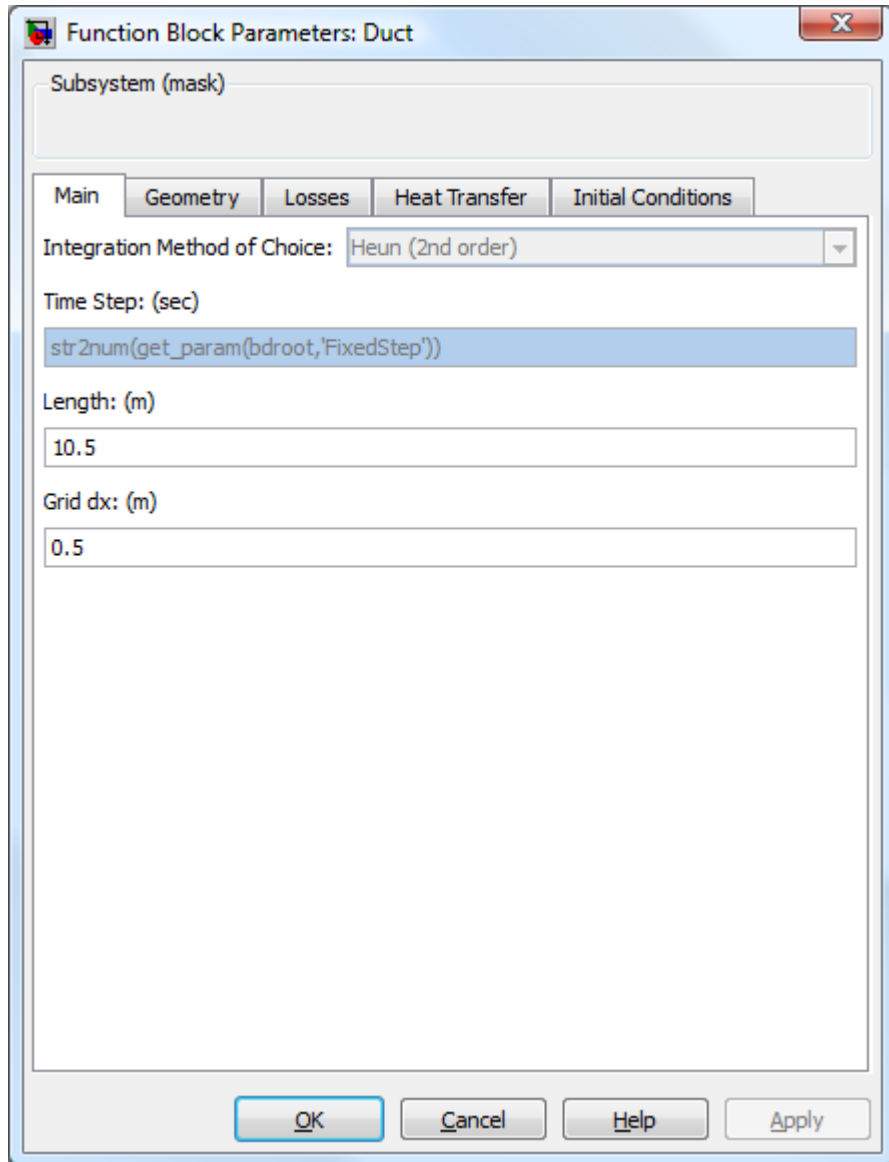 Function Block Parameters: Duct
X
Subsystem (mask)
Main Geometry Losses Heat Transfer Initial Conditions
Integration Method of Choice: Heun (2nd order)
Time Step: (sec)
str2num(get_param(bdroot,'FixedStep'))
Length: (m)
10.5
Grid dx: (m)
0.5
OK Cancel Help Apply